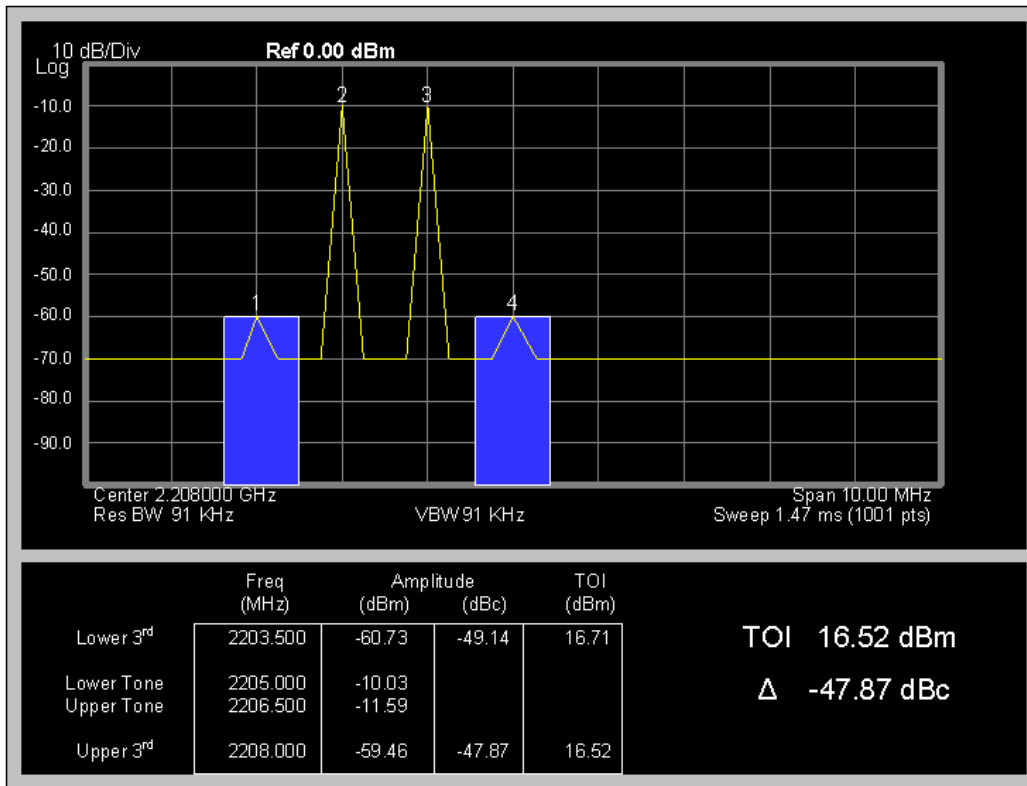 10 dB/Div Ref 0.00 dBm
Log
2 3
-10.0
-20.0
-30.0
-40.0
-50.0
1 4
-60.0
-70.0
-80.0
-90.0
Center 2.208000 GHz Span 10.00 MHz
Res BW 91 KHz VBW 91 KHz Sweep 1.47 ms (1001 pts)
Freq Amplitude TOI
(MHz) (dBm) (dBc) (dBm)
Lower 3rd 2203.500 -60.73 -49.14 16.71
TOI 16.52 dBm
Lower Tone 2205.000 -10.03
Δ -47.87 dBc
Upper Tone 2206.500 -11.59
Upper 3rd 2208.000 -59.46 -47.87 16.52